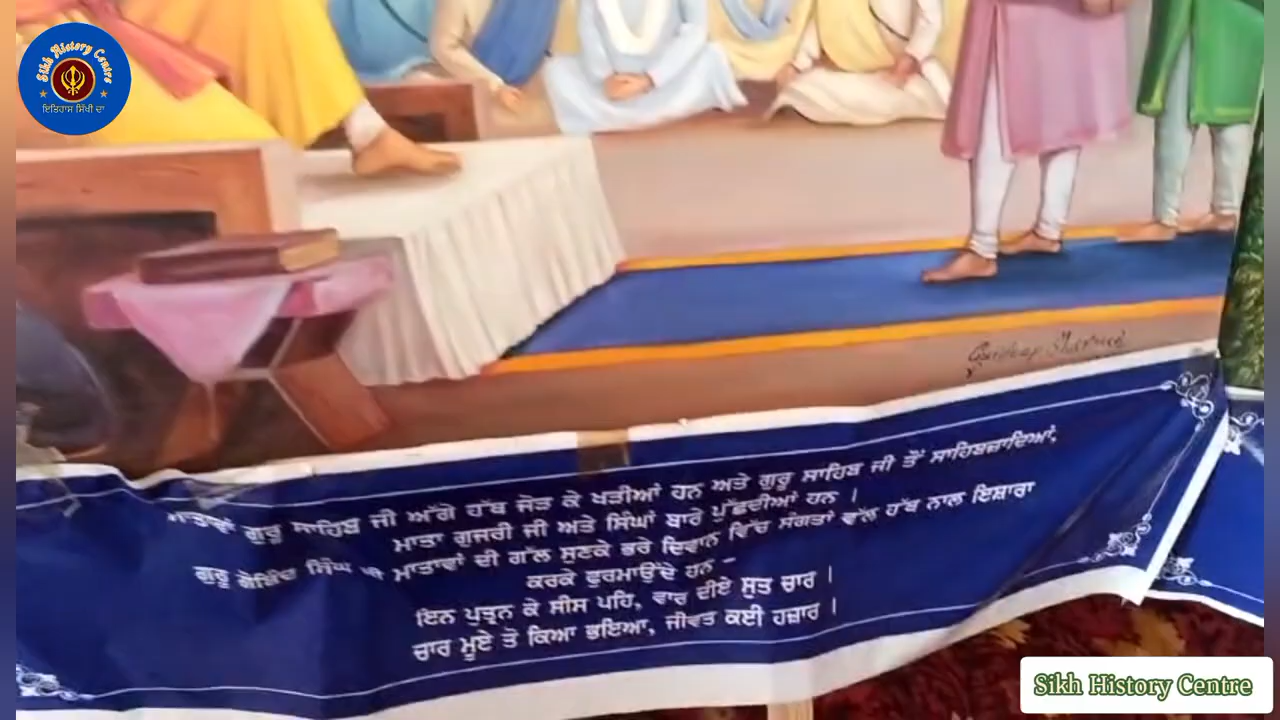 Sikh History Centre
ਇਤਿਹਾਸ ਸਿੱਖੀ ਦਾ
ਮਾਤਾਵਾਂ ਗੁਰੂ ਸਾਹਿਬ ਜੀ ਅੱਗੇ ਹੱਥ ਜੋੜ ਕੇ ਖੜੀਆਂ ਹਨ ਅਤੇ ਗੁਰੂ ਸਾਹਿਬ ਜੀ ਤੋਂ ਸਾਹਿਬਜ਼ਾਦਿਆਂ,
ਮਾਤਾ ਗੁਜਰੀ ਜੀ ਅਤੇ ਸਿੰਘਾਂ ਬਾਰੇ ਪੁੱਛਦੀਆਂ ਹਨ ।
ਗੁਰੂ ਗੋਬਿੰਦ ਸਿੰਘ ਜੀ ਮਾਤਾਵਾਂ ਦੀ ਗੱਲ ਸੁਣਕੇ ਭਰੇ ਦਿਵਾਨ ਵਿੱਚ ਸੰਗਤਾਂ ਵੱਲ ਹੱਥ ਨਾਲ ਇਸ਼ਾਰਾ
ਕਰਕੇ ਫੁਰਮਾਉਂਦੇ ਹਨ -
ਇਨ ਪੁਤ੍ਰਨ ਕੇ ਸੀਸ ਪਹਿ, ਵਾਰ ਦੀਏ ਸੁਤ ਚਾਰ ।
ਚਾਰ ਮੂਏ ਤੋ ਕਿਆ ਭਇਆ, ਜੀਵਤ ਕਈ ਹਜ਼ਾਰ ।
Sikh History Centre